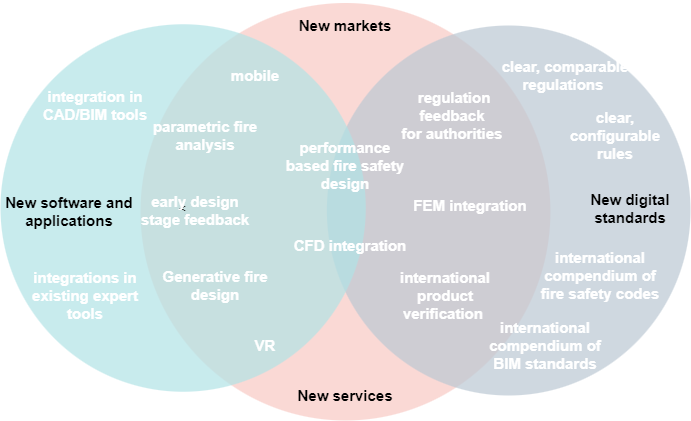 New markets
mobile
clear, comparable
regulations
integration in
CAD/BIM tools
regulation
feedback
for authorities
parametric fire
analysis
clear,
configurable
rules
performance
based fire safety
design
New software and
applications
early design
stage feedback
FEM integration
New digital
standards
CFD integration
integrations in
existing expert
tools
Generative fire
design
international
product
verification
international
compendium of
fire safety codes
VR
international
compendium of
BIM standards
New services